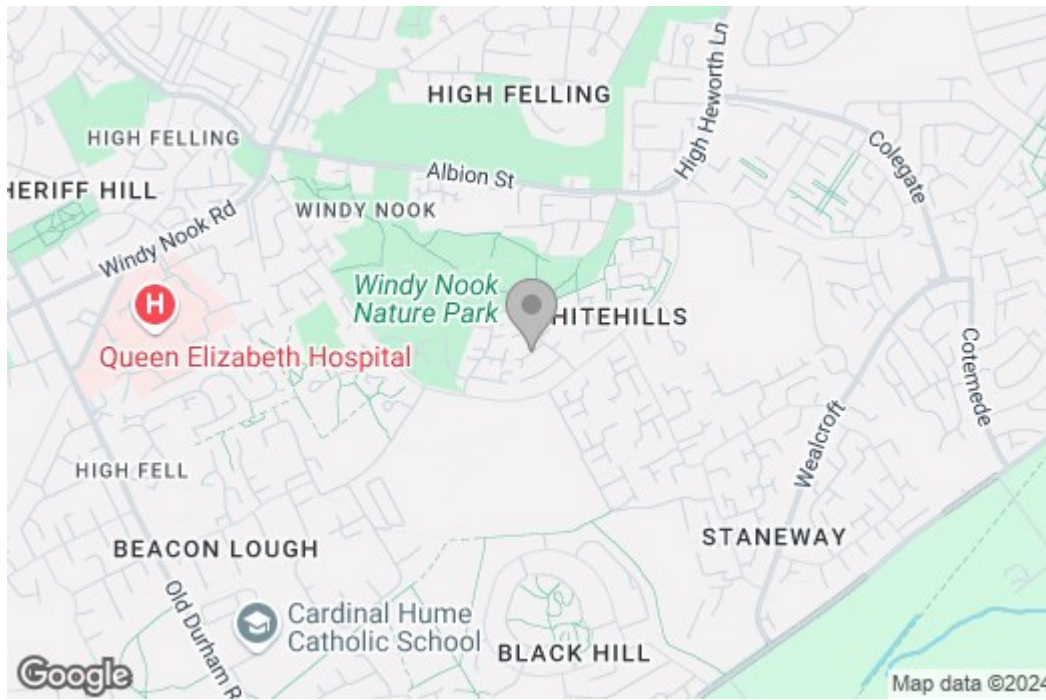 HIGH FELLING
High Heworth Ln
HIGH FELLING
Colegate
Albion St
HERIFF HILL
WINDY NOOK
Windy Nook Rd
Windy Nook
Nature Park
HITEHILLS
H
Queen Elizabeth Hospital
Cotemede
Wealcroft
HIGH FELL
STANEWAY
BEACON LOUGH
Old Durham R
Cardinal Hume
Catholic School
BLACK HILL
Google
Map data ©2024